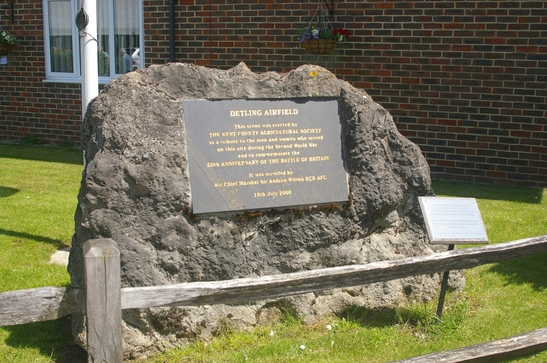 DETLING AIRFIELD
This stone was erected by
THE KENT COUNTY AGRICULTURAL SOCIETY
as a tribute to the men and women who served
on this site during the Second World War
and to commemorate the
60th ANNIVERSARY OF THE BATTLE OF BRITAIN
It was unveiled by
Air Chief Marshal Sir Andrew Wilson KCB AFC
15th July 2000